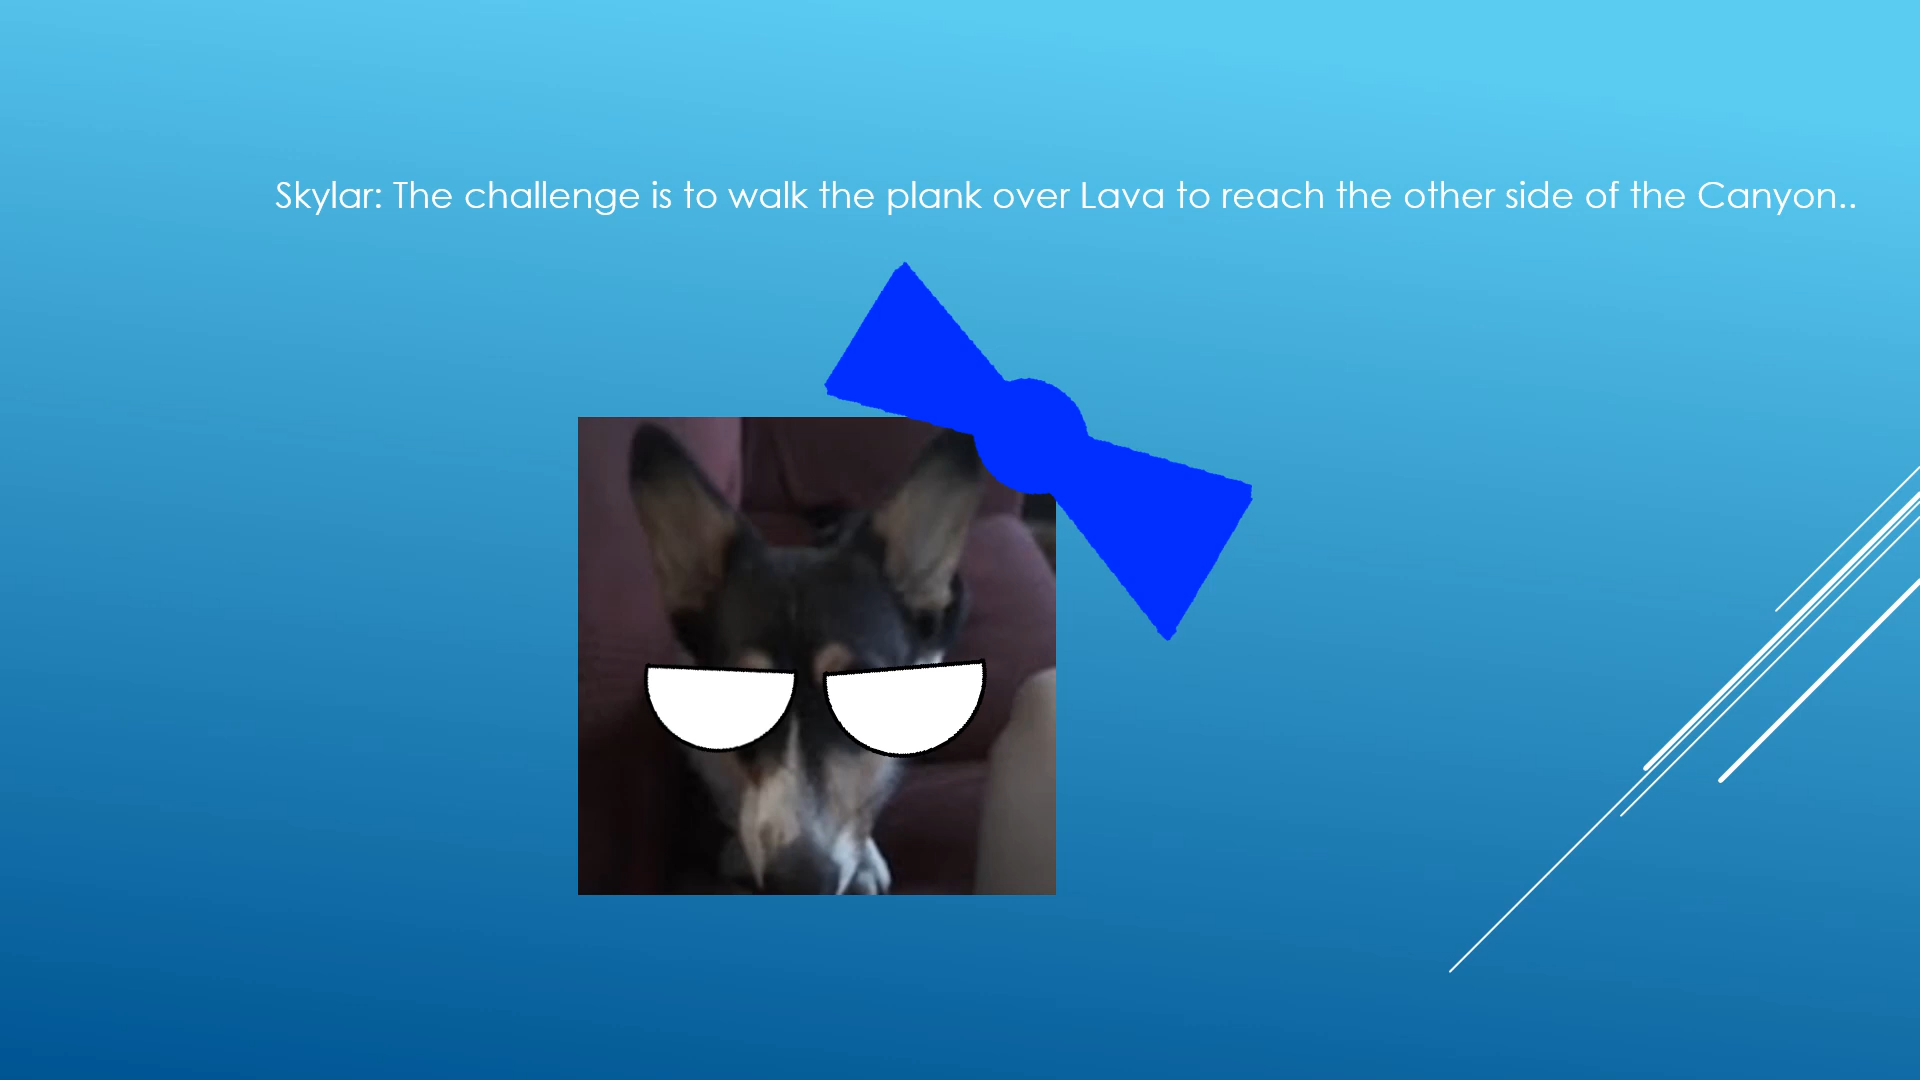 Skylar: The challenge is to walk the plank over Lava to reach the other side of the Canyon..